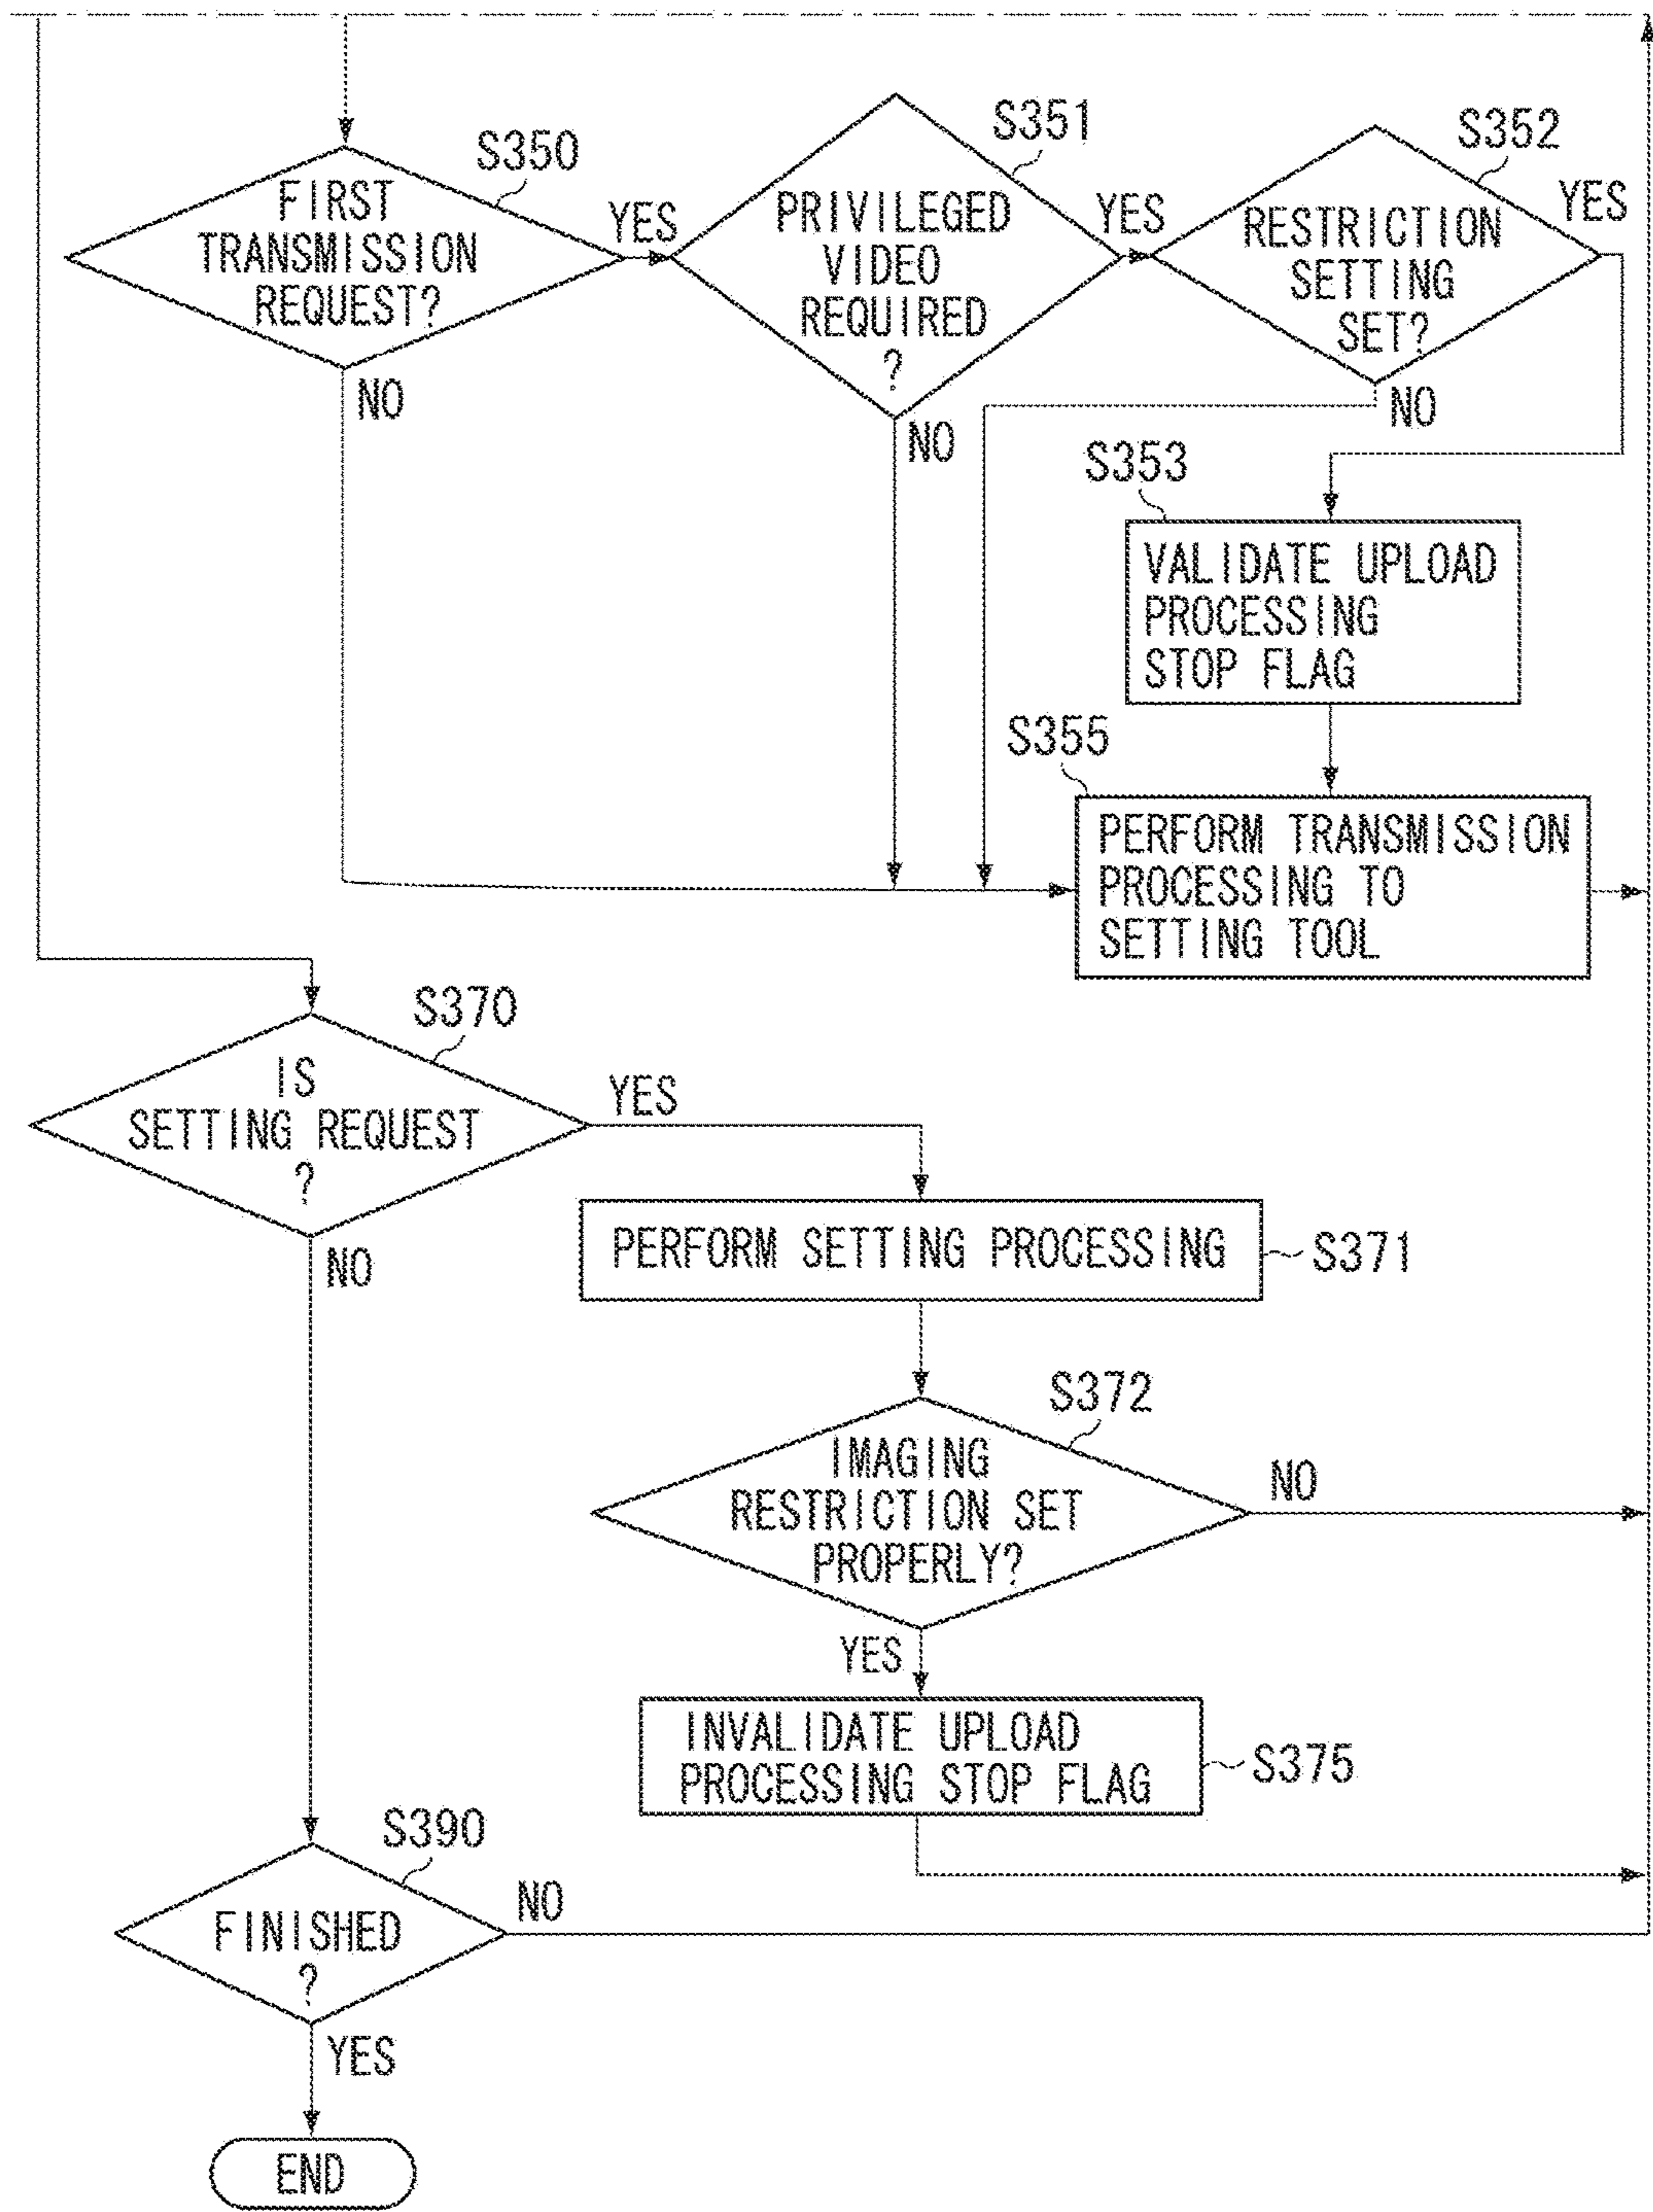 S350
FIRST
TRANSMISSION
REQUEST?
YES
NO
S351
PRIVILEGED
VIDEO
REQUIRED
?
YES
NO
S352
RESTRICTION
SETTING
SET?
YES
NO
S353
VALIDATE UPLOAD
PROCESSING
STOP FLAG
S355
PERFORM TRANSMISSION
PROCESSING TO
SETTING TOOL
S370
IS
SETTING REQUEST
?
YES
NO
PERFORM SETTING PROCESSING
S371
S372
IMAGING
RESTRICTION SET
PROPERLY?
NO
YES
INVALIDATE UPLOAD
PROCESSING STOP FLAG
S375
S390
FINISHED
?
NO
YES
END